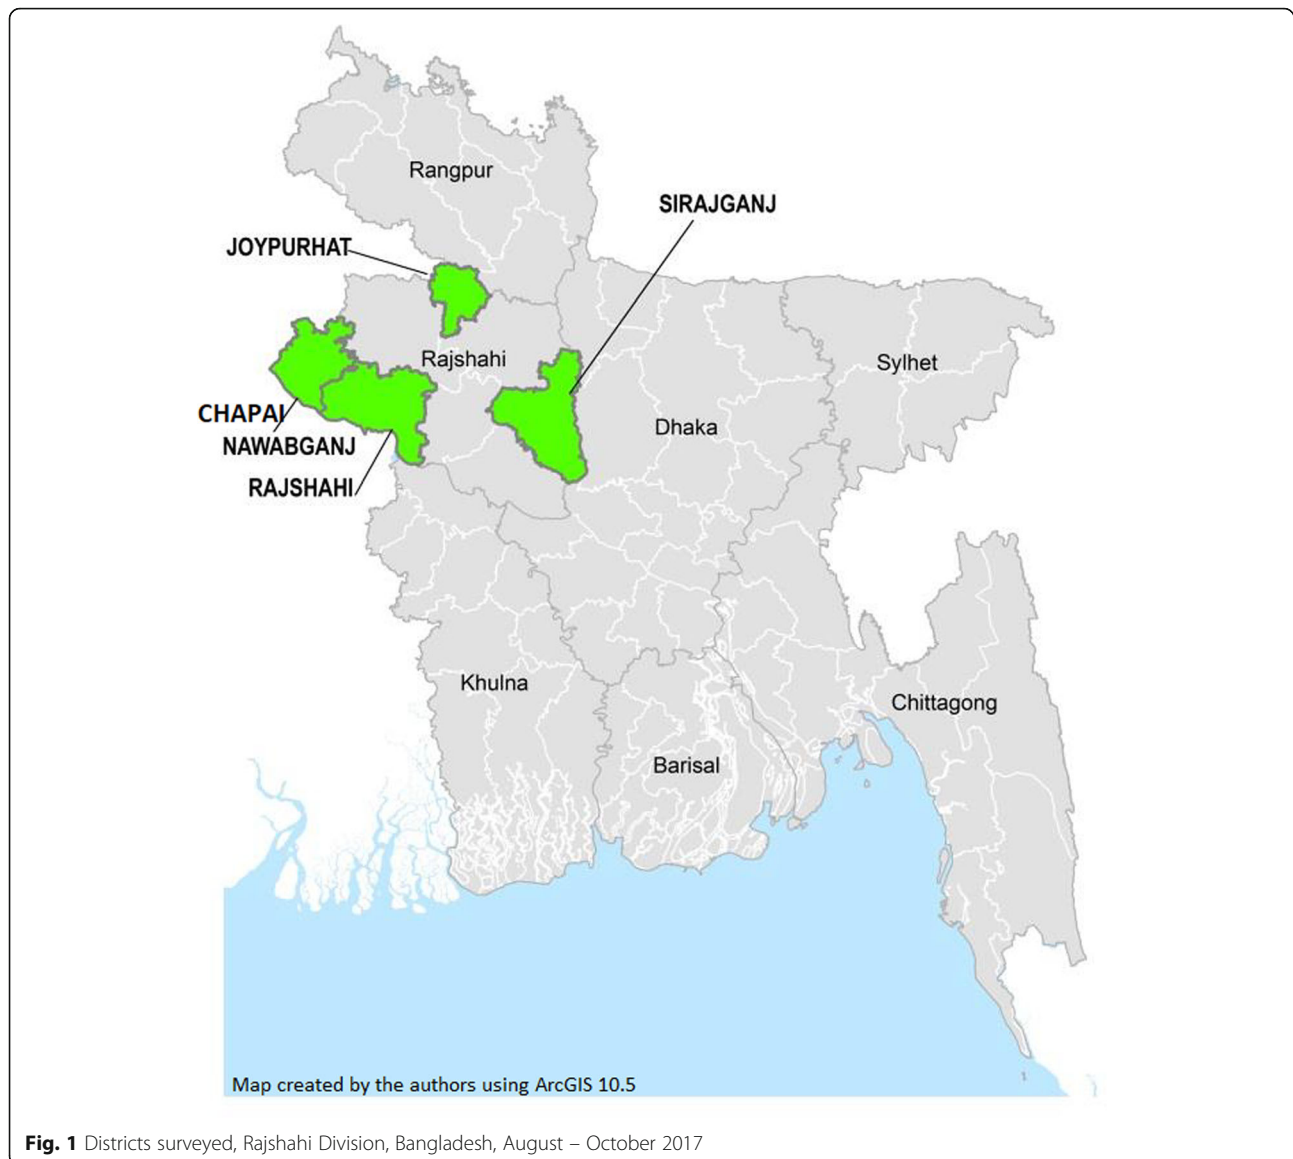 Rangpur
SIRAJGANJ
JOYPURHAT
Rajshahi
Sylhet
CHAPAI
NAWABGANJ
Dhaka
RAJSHAHI
Khulna
Chittagong
Barisal
Map created by the authors using ArcGIS 10.5
Fig. 1 Districts surveyed, Rajshahi Division, Bangladesh, August – October 2017